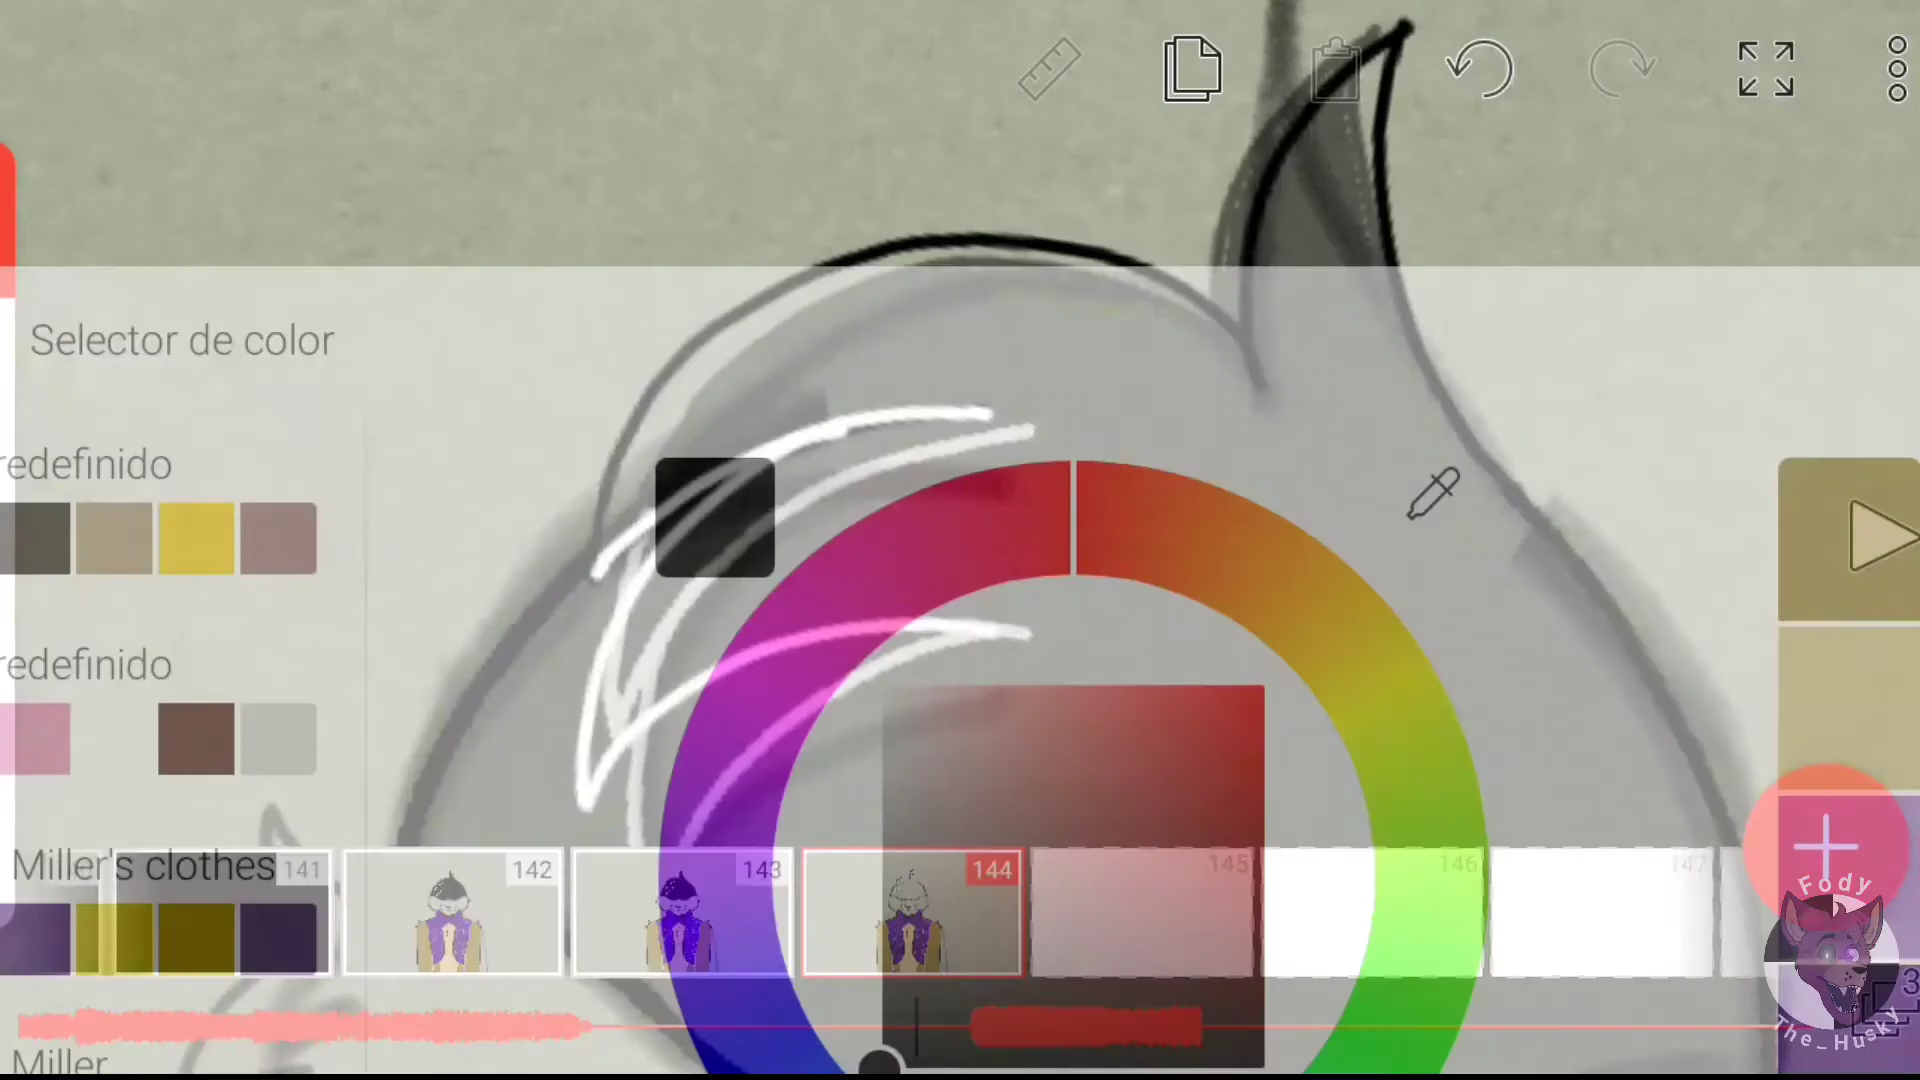 Selector de color
redefinido
redefinido
Miller's clothes
141
142
143
144
145
146
147
Fody
The_Husky
3
Miller